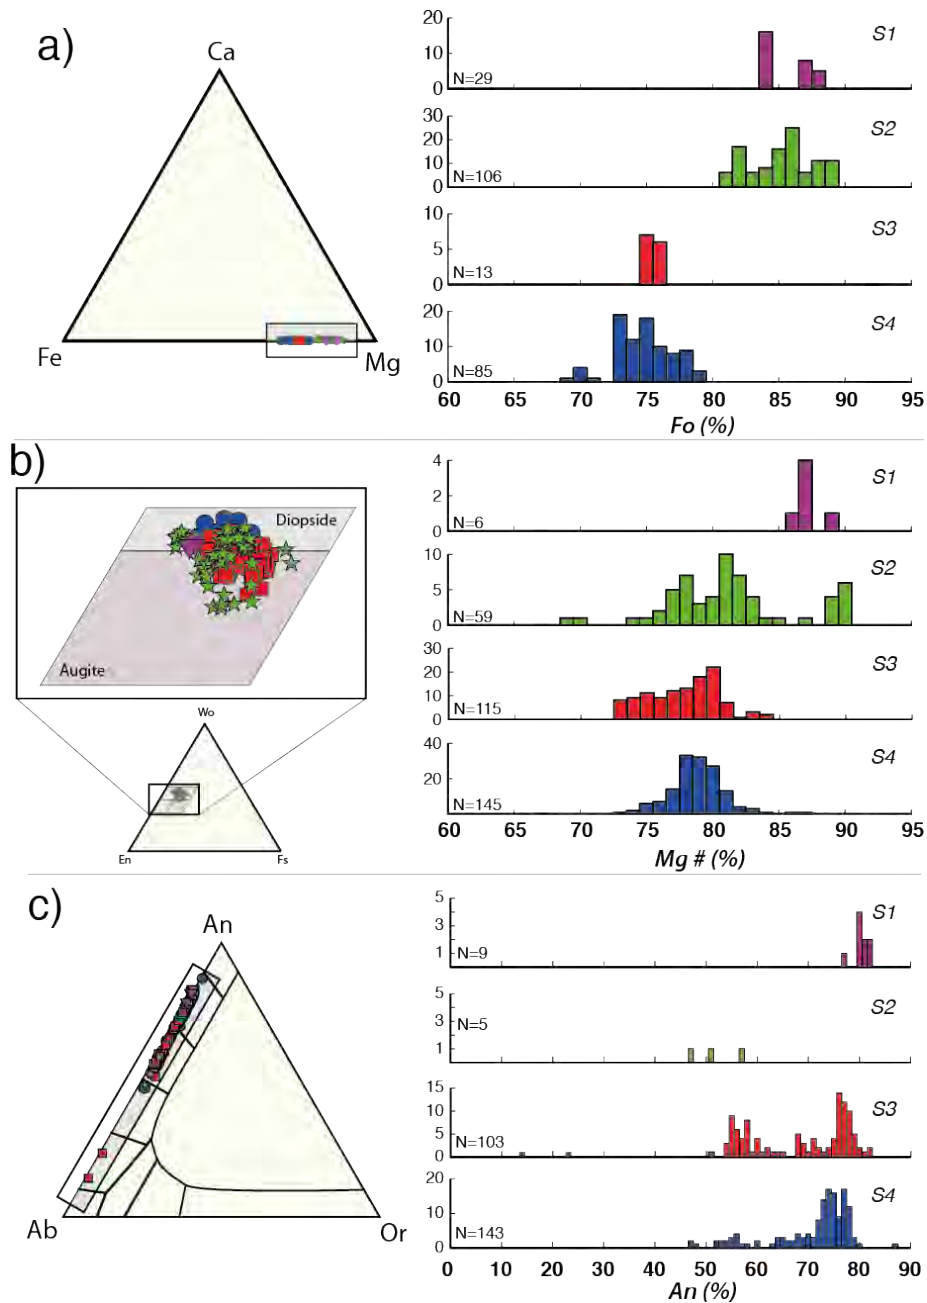 a)
Ca
Fe
Mg
20
15
10
5
0
N=29
S1
30
20
10
0
N=106
S2
10
5
0
N=13
S3
20
10
0
N=85
S4
60 65 70 75 80 85 90 95
Fo (%)
b)
Diopside
Augite
Wo
En
Fs
4
2
0
N=6
S1
10
5
0
N=59
S2
30
20
10
0
N=115
S3
40
20
N=145
S4
60 65 70 75 80 85 90 95
Mg # (%)
c)
An
Ab
Or
5
3
1
N=9
S1
5
3
1
N=5
S2
15
10
5
0
N=103
S3
20
10
0
N=143
S4
0 10 20 30 40 50 60 70 80 90
An (%)